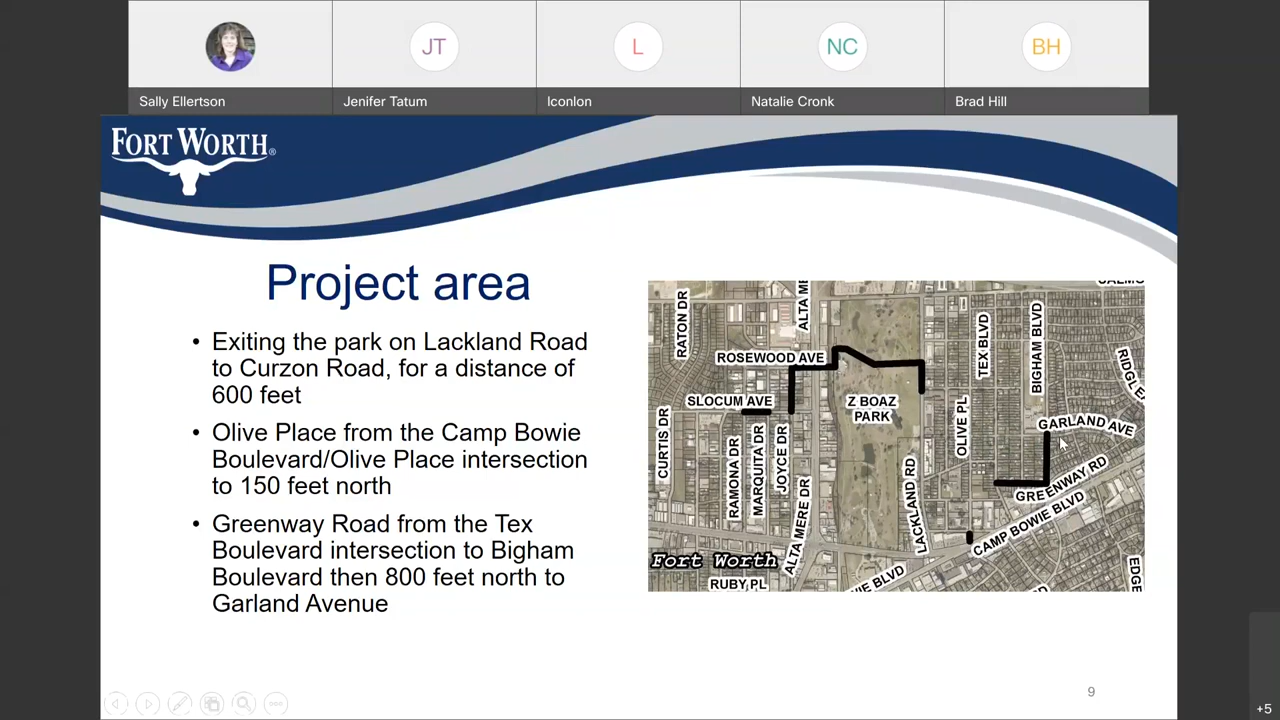 JT
L
NC
BH
Sally Ellertson
Jenifer Tatum
Iconlon
Natalie Cronk
Brad Hill
FORT WORTH®
Project area
• Exiting the park on Lackland Road
to Curzon Road, for a distance of
600 feet
• Olive Place from the Camp Bowie
Boulevard/Olive Place intersection
to 150 feet north
• Greenway Road from the Tex
Boulevard intersection to Bigham
Boulevard then 800 feet north to
Garland Avenue
RATON DR
ALTA ME
ROSEWOOD AVE
SLOCUM AVE
CURTIS DR
RAMONA DR
MARQUITA DR
JOYCE DR
ALTA MERE DR
Z BOAZ
PARK
LACKLAND RD
OLIVE PL
TEX BLVD
BIGHAM BLVD
GARLAND AVE
GREENWAY RD
CAMP BOWIE BLVD
Fort Worth
RUBY PL
9
+5